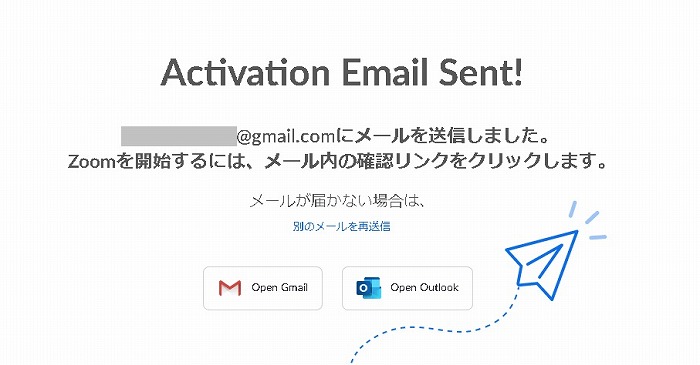 Activation Email Sent!
@gmail.comにメールを送信しました。
Zoomを開始するには、メール内の確認リンクをクリックします。
メールが届かない場合は、
別のメールを再送信
Open Gmail
Open Outlook